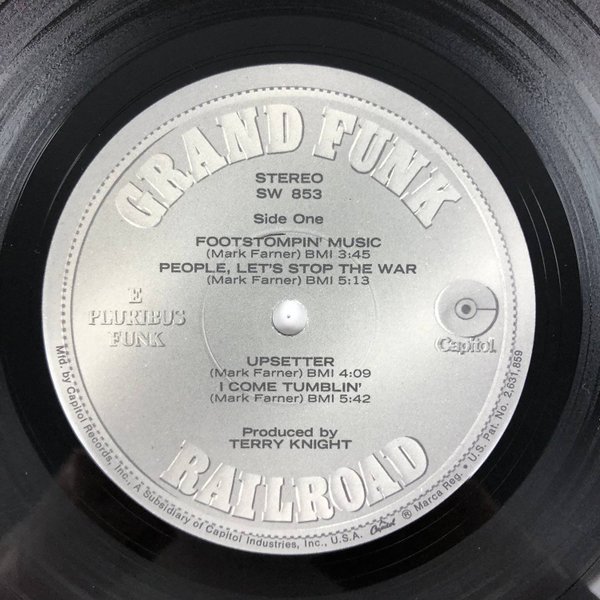 GRAND FUNK
STEREO
SW 853
Side One
FOOTSTOMPIN' MUSIC
(Mark Farner) BMI 3:45
PEOPLE, LET'S STOP THE WAR
(Mark Farner) BMI 5:13
E
PLURIBUS
FUNK
Capitol®
UPSETTER
(Mark Farner) BMI 4:09
I COME TUMBLIN'
(Mark Farner) BMI 5:42
Produced by
TERRY KNIGHT
RAILROAD
Mfd. by Capitol Records, Inc., A Subsidiary of Capitol Industries, Inc., U.S.A. Capitol ® Marca Reg. • U.S. Pat. No. 2,631,859